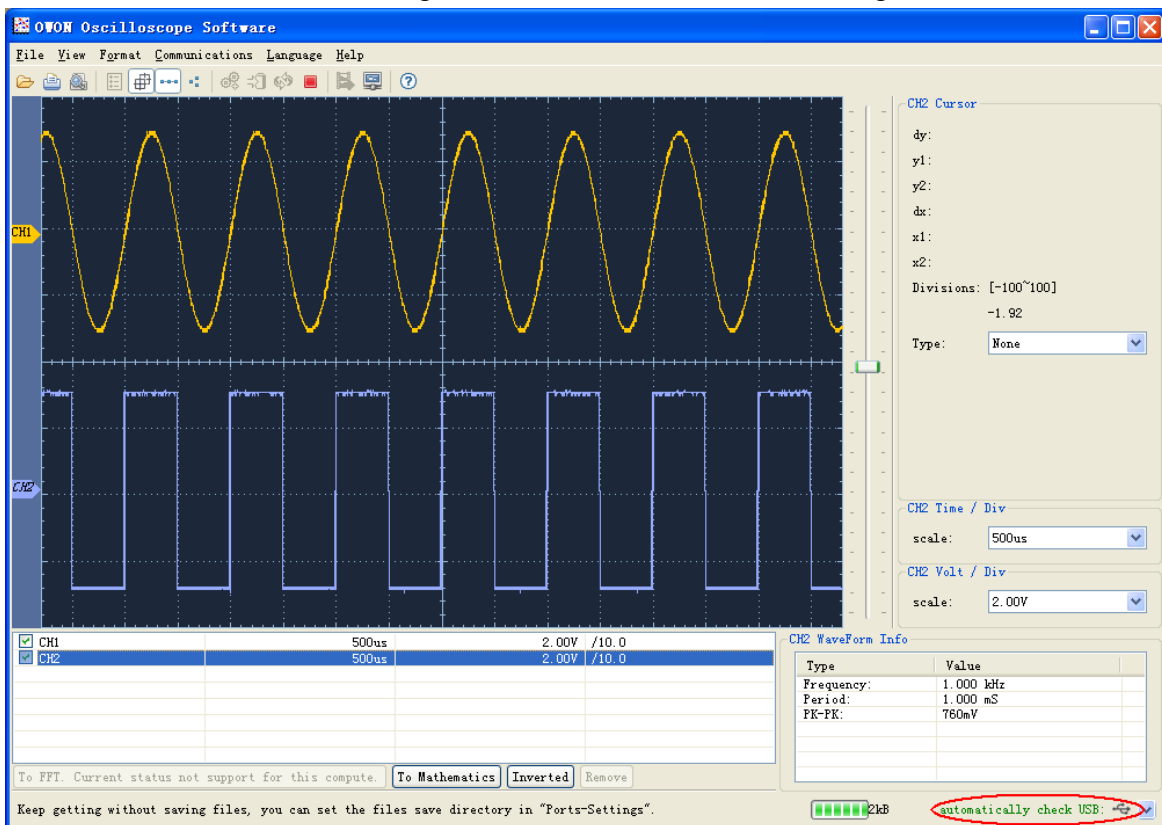 OWON Oscilloscope Software
File View Format Communications Language Help
CH2 Cursor
dy:
y1:
y2:
dx:
x1:
x2:
Divisions: [-100~100]
-1.92
Type: None
CH1
CH2
CH2 Time / Div
scale: 500us
CH2 Volt / Div
scale: 2.00V
CH1 500us 2.00V /10.0
CH2 500us 2.00V /10.0
CH2 WaveForm Info
Type Value
Frequency: 1.000 kHz
Period: 1.000 mS
PK-PK: 760mV
To FFT. Current status not support for this compute. To Mathematics Inverted Remove
Keep getting without saving files, you can set the files save directory in "Ports-Settings". 2kB automatically check USB: